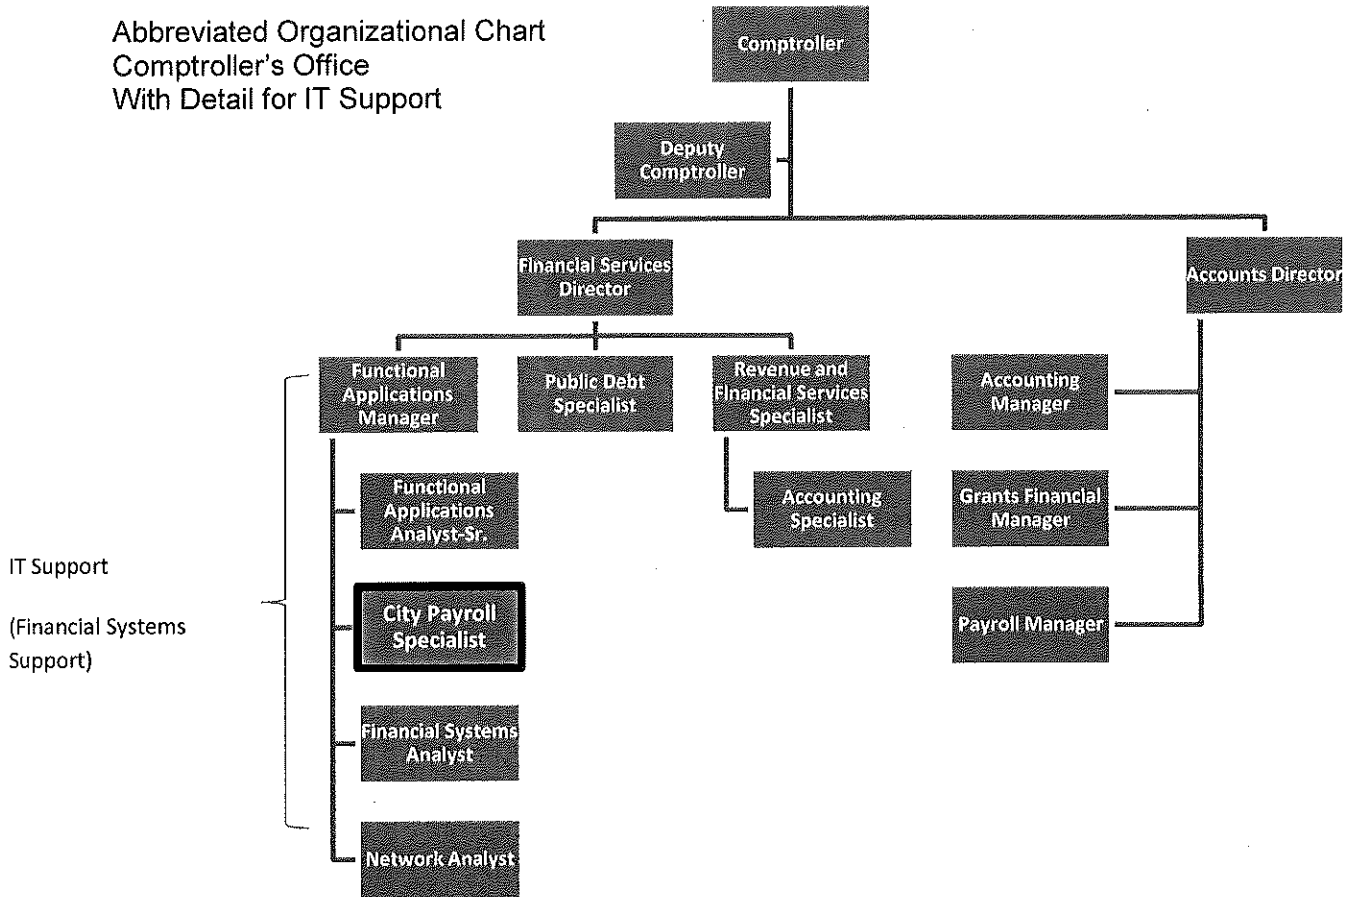 Abbreviated Organizational Chart
Comptroller's Office
With Detail for IT Support
Comptroller
Deputy
Comptroller
Financial Services
Director
Accounts Director
Functional
Applications
Manager
Public Debt
Specialist
Revenue and
Financial Services
Specialist
Accounting
Manager
Functional
Applications
Analyst-Sr.
Accounting
Specialist
Grants Financial
Manager
IT Support
(Financial Systems
Support)
City Payroll
Specialist
Payroll Manager
Financial Systems
Analyst
Network Analyst